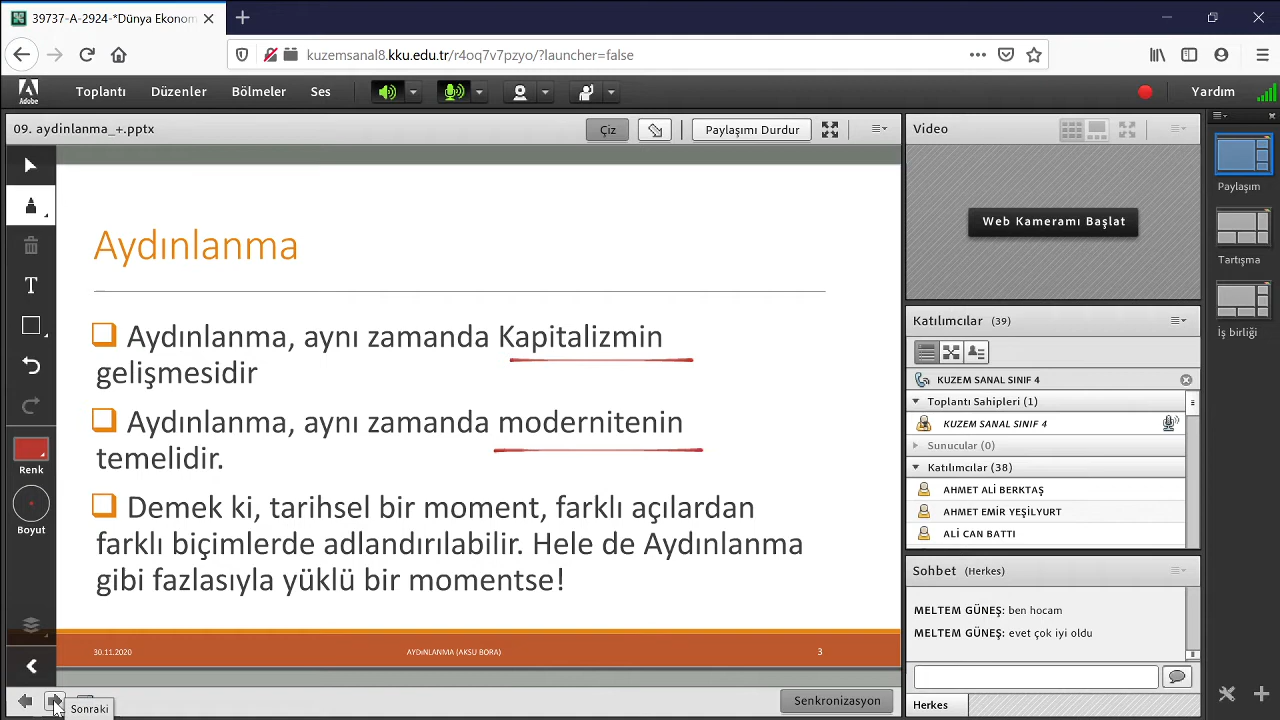 39737-A-2924-*Dünya Ekonom
kuzemsanal8.kku.edu.tr/r4oq7v7pzyo/?launcher=false
Adobe
Toplantı
Düzenler
Bölmeler
Ses
Yardım
09. aydinlanma_+.pptx
Çiz
Paylaşımı Durdur
Aydınlanma
Aydınlanma, aynı zamanda Kapitalizmin
gelişmesidir
Aydınlanma, aynı zamanda modernitenin
temelidir.
Demek ki, tarihsel bir moment, farklı açılardan
farklı biçimlerde adlandırılabilir. Hele de Aydınlanma
gibi fazlasıyla yüklü bir momentse!
30.11.2020
AYDıNLANMA (AKSU BORA)
3
T
Renk
Boyut
Sonraki
Senkronizasyon
Video
Web Kameramı Başlat
Katılımcılar (39)
KUZEM SANAL SINIF 4
Toplantı Sahipleri (1)
KUZEM SANAL SINIF 4
Sunucular (0)
Katılımcılar (38)
AHMET ALİ BERKTAŞ
AHMET EMİR YEŞİLYURT
ALİ CAN BATTI
Sohbet (Herkes)
MELTEM GÜNEŞ: ben hocam
MELTEM GÜNEŞ: evet çok iyi oldu
Herkes
Paylaşım
Tartışma
İş birliği